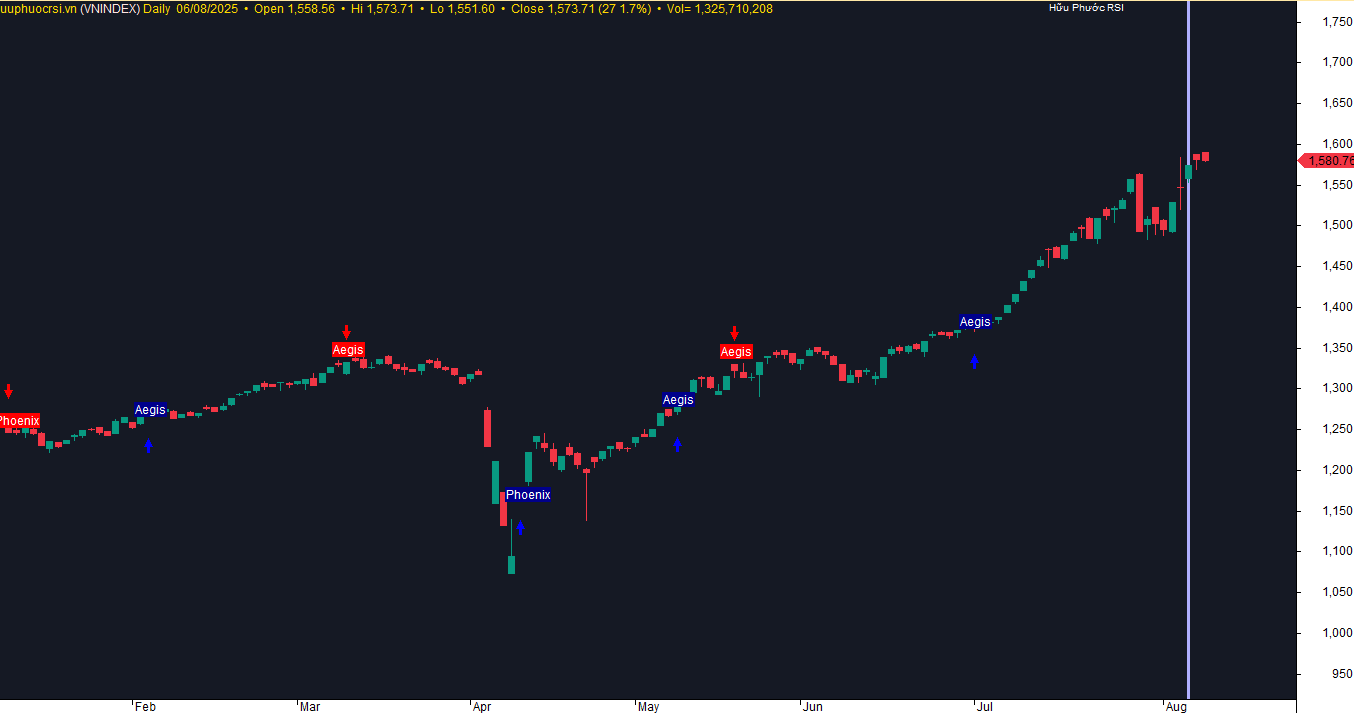 uuphuocrsi.vn (VNINDEX) Daily 06/08/2025 • Open 1,558.56 • Hi 1,573.71 • Lo 1,551.60 • Close 1,573.71 (27 1.7%) • Vol= 1,325,710,208
Hữu Phước RSI
1,750
1,700
1,650
1,600
1,580.76
1,550
1,500
1,450
1,400
Aegis
1,350
Aegis
Aegis
1,300
Aegis
Aegis
Phoenix
1,250
1,200
Phoenix
1,150
1,100
1,050
1,000
950
Feb Mar Apr May Jun Jul Aug